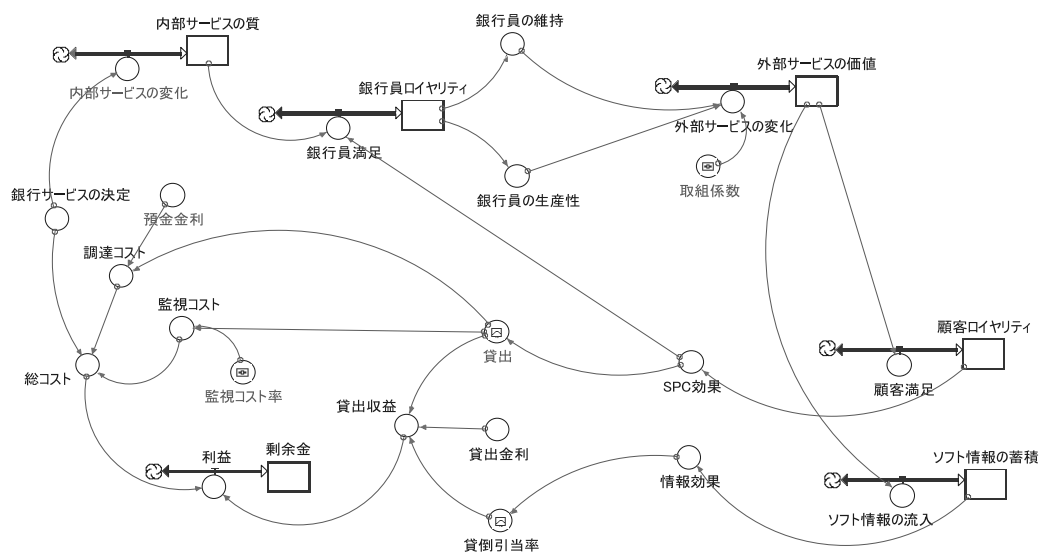 内部サービスの質
銀行員の維持
外部サービスの価値
内部サービスの変化
銀行員ロイヤリティ
外部サービスの変化
銀行員満足
取組係数
銀行員の生産性
銀行サービスの決定
預金金利
調達コスト
監視コスト
貸出
顧客ロイヤリティ
総コスト
監視コスト率
SPC効果
顧客満足
貸出収益
利益
剰余金
貸出金利
情報効果
ソフト情報の蓄積
ソフト情報の流入
貸倒引当率